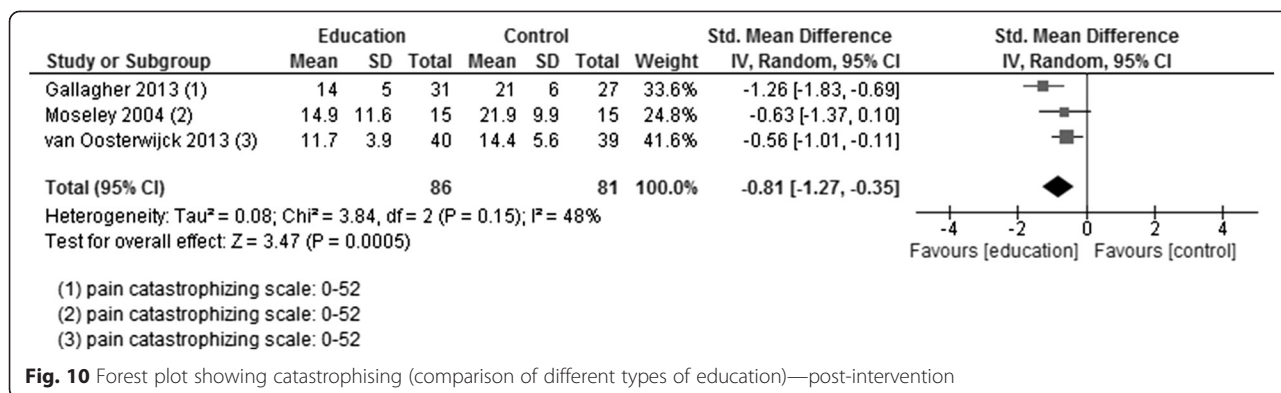 Education Control Std. Mean Difference Std. Mean Difference
Study or Subgroup Mean SD Total Mean SD Total Weight IV, Random, 95% CI IV, Random, 95% CI
Gallagher 2013 (1) 14 5 31 21 6 27 33.6% -1.26 [-1.83, -0.69]
Moseley 2004 (2) 14.9 11.6 15 21.9 9.9 15 24.8% -0.63 [-1.37, 0.10]
van Oosterwijck 2013 (3) 11.7 3.9 40 14.4 5.6 39 41.6% -0.56 [-1.01, -0.11]
Total (95% CI) 86 81 100.0% -0.81 [-1.27, -0.35]
Heterogeneity: Tau² = 0.08; Chi² = 3.84, df = 2 (P = 0.15); I² = 48%
Test for overall effect: Z = 3.47 (P = 0.0005)
-4 -2 0 2 4
Favours [education] Favours [control]
(1) pain catastrophizing scale: 0-52
(2) pain catastrophizing scale: 0-52
(3) pain catastrophizing scale: 0-52
Fig. 10 Forest plot showing catastrophising (comparison of different types of education)—post-intervention